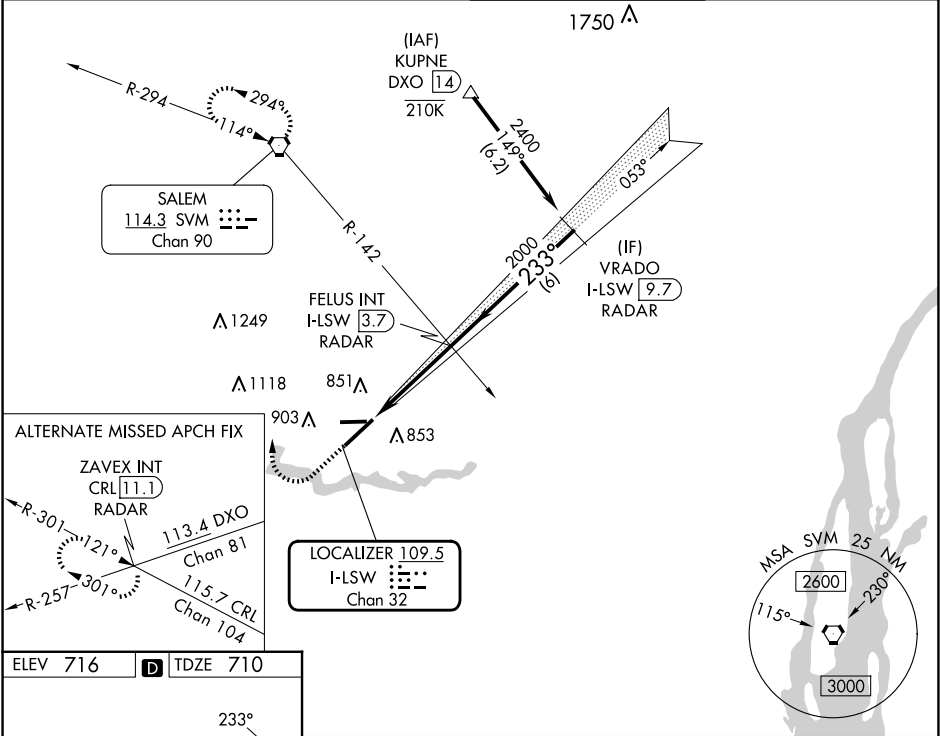 1750
(IAF)
KUPNE
DXO 14
210K
2400
149°
(6.2)
053°
R-294
294°
114°
SALEM
114.3 SVM
Chan 90
R-142
2000
233°
(6)
(IF)
VRADO
I-LSW 9.7
RADAR
FELUS INT
I-LSW 3.7
RADAR
1249
1118
851
903
853
ALTERNATE MISSED APCH FIX
ZAVEX INT
CRL 11.1
RADAR
R-301
121°
113.4 DXO
Chan 81
R-257
301°
115.7 CRL
Chan 104
LOCALIZER 109.5
I-LSW
Chan 32
MSA SVM 25 NM
2600
230°
115°
3000
ELEV 716 D TDZE 710
233°